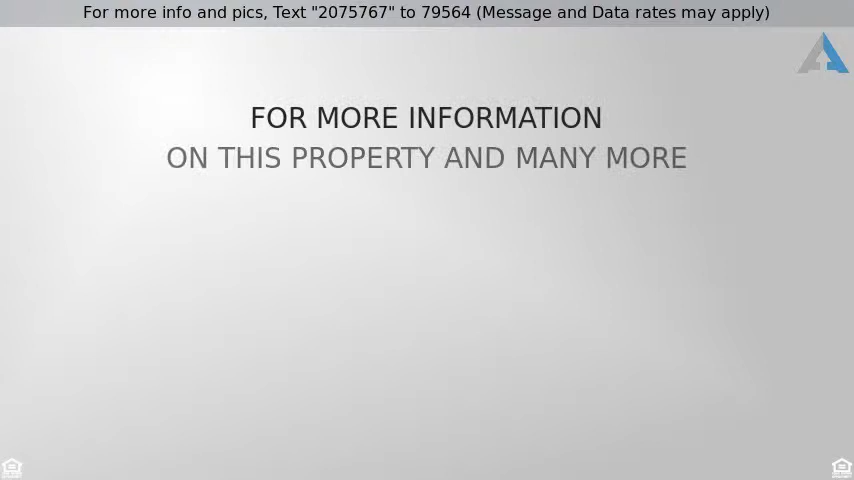 For more info and pics, Text "2075767" to 79564 (Message and Data rates may apply)
FOR MORE INFORMATION
ON THIS PROPERTY AND MANY MORE